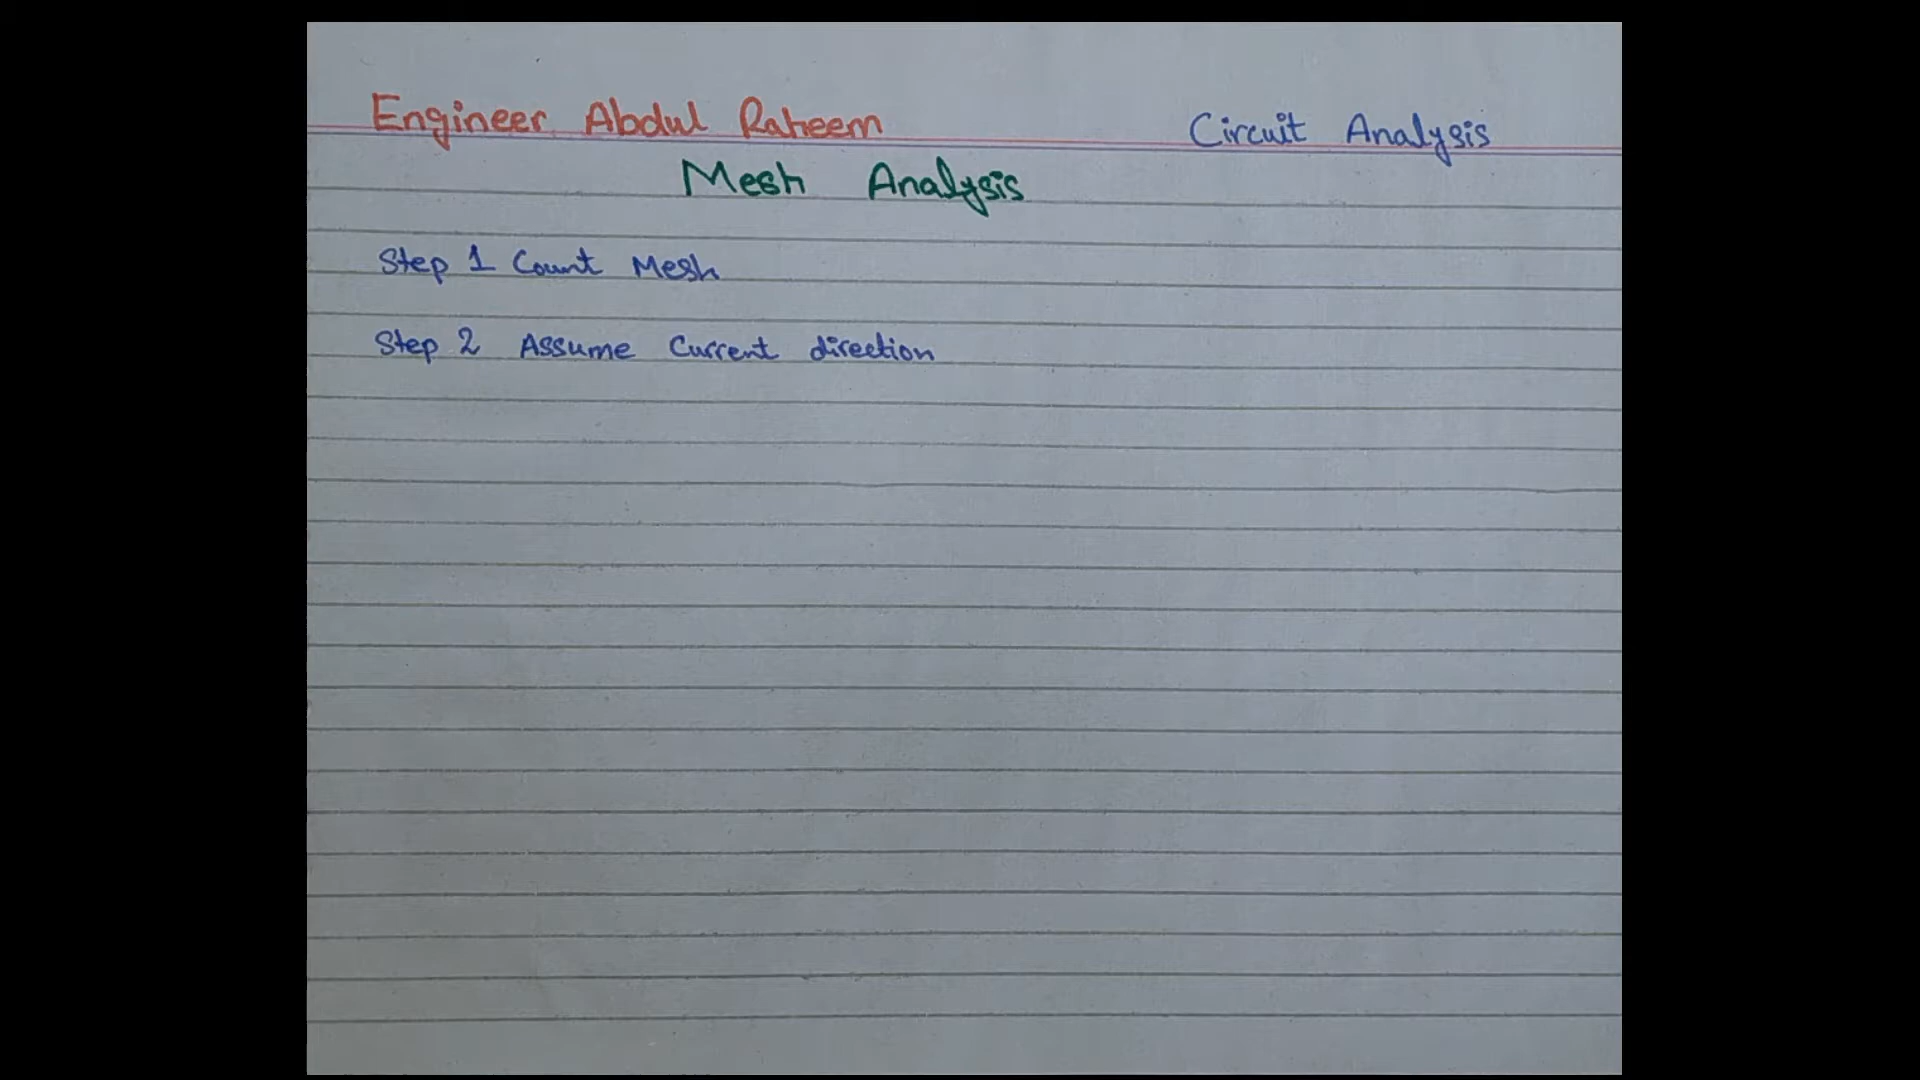 Engineer Abdul Raheem Circuit Analysis
Mesh Analysis
Step 1 Count Mesh
Step 2 Assume Current direction